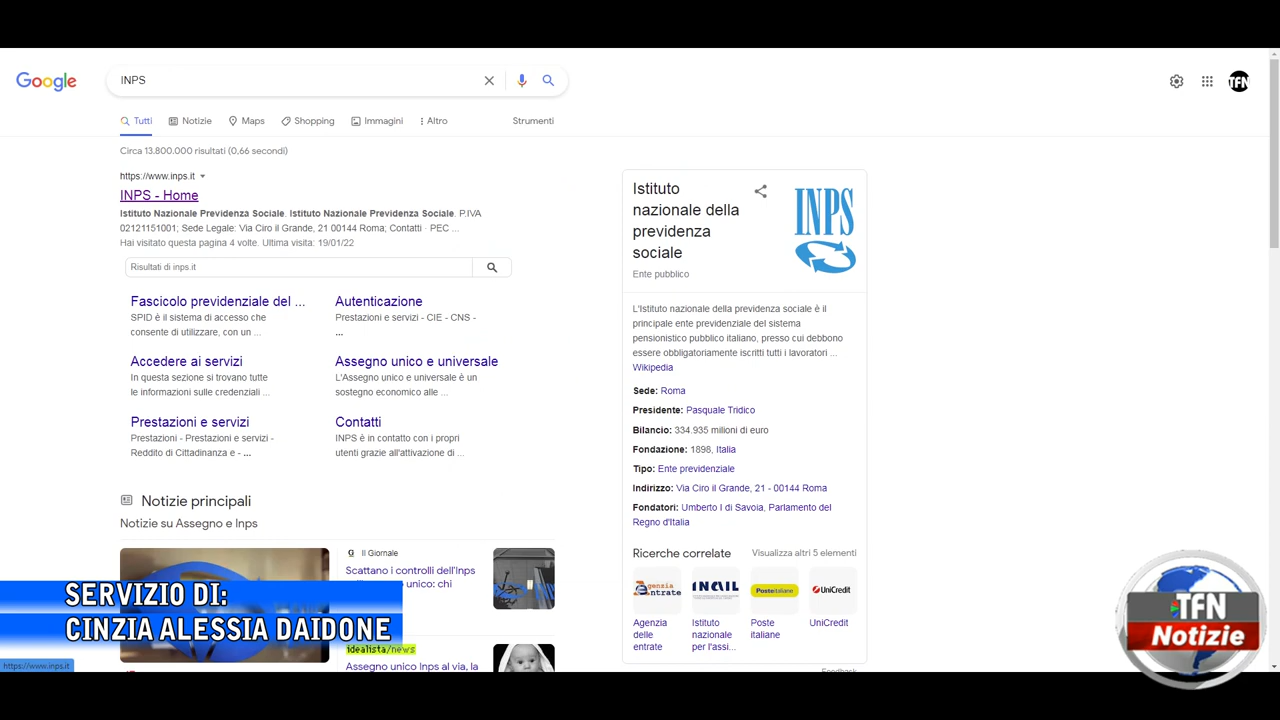 Google
INPS
TFN
Tutti
Notizie
Maps
Shopping
Immagini
Altro
Strumenti
Circa 13.800.000 risultati (0,66 secondi)
https://www.inps.it
INPS - Home
Istituto Nazionale Previdenza Sociale. Istituto Nazionale Previdenza Sociale. P.IVA
02121151001; Sede Legale: Via Ciro il Grande, 21 00144 Roma; Contatti · PEC ...
Hai visitato questa pagina 4 volte. Ultima visita: 19/01/22
Risultati di inps.it
Fascicolo previdenziale del ...
SPID è il sistema di accesso che
consente di utilizzare, con un ...
Autenticazione
Prestazioni e servizi - CIE - CNS -
...
Accedere ai servizi
In questa sezione si trovano tutte
le informazioni sulle credenziali ...
Assegno unico e universale
L'Assegno unico e universale è un
sostegno economico alle ...
Prestazioni e servizi
Prestazioni - Prestazioni e servizi -
Reddito di Cittadinanza e - ...
Contatti
INPS è in contatto con i propri
utenti grazie all'attivazione di ...
Notizie principali
Notizie su Assegno e Inps
Il Giornale
Scattano i controlli dell'Inps
unico: chi
idealista/news
Assegno unico Inps al via, la
Istituto
nazionale della
previdenza
sociale
Ente pubblico
INPS
L'Istituto nazionale della previdenza sociale è il
principale ente previdenziale del sistema
pensionistico pubblico italiano, presso cui debbono
essere obbligatoriamente iscritti tutti i lavoratori ...
Wikipedia
Sede: Roma
Presidente: Pasquale Tridico
Bilancio: 334.935 milioni di euro
Fondazione: 1898, Italia
Tipo: Ente previdenziale
Indirizzo: Via Ciro il Grande, 21 - 00144 Roma
Fondatori: Umberto I di Savoia, Parlamento del
Regno d'Italia
Ricerche correlate
Visualizza altri 5 elementi
genzia
ntrate
INAIL
Posteitaliane
UniCredit
Agenzia
delle
entrate
Istituto
nazionale
per l'assi...
Poste
italiane
UniCredit
Feedback
SERVIZIO DI:
CINZIA ALESSIA DAIDONE
https://www.inps.it
TFN
Notizie